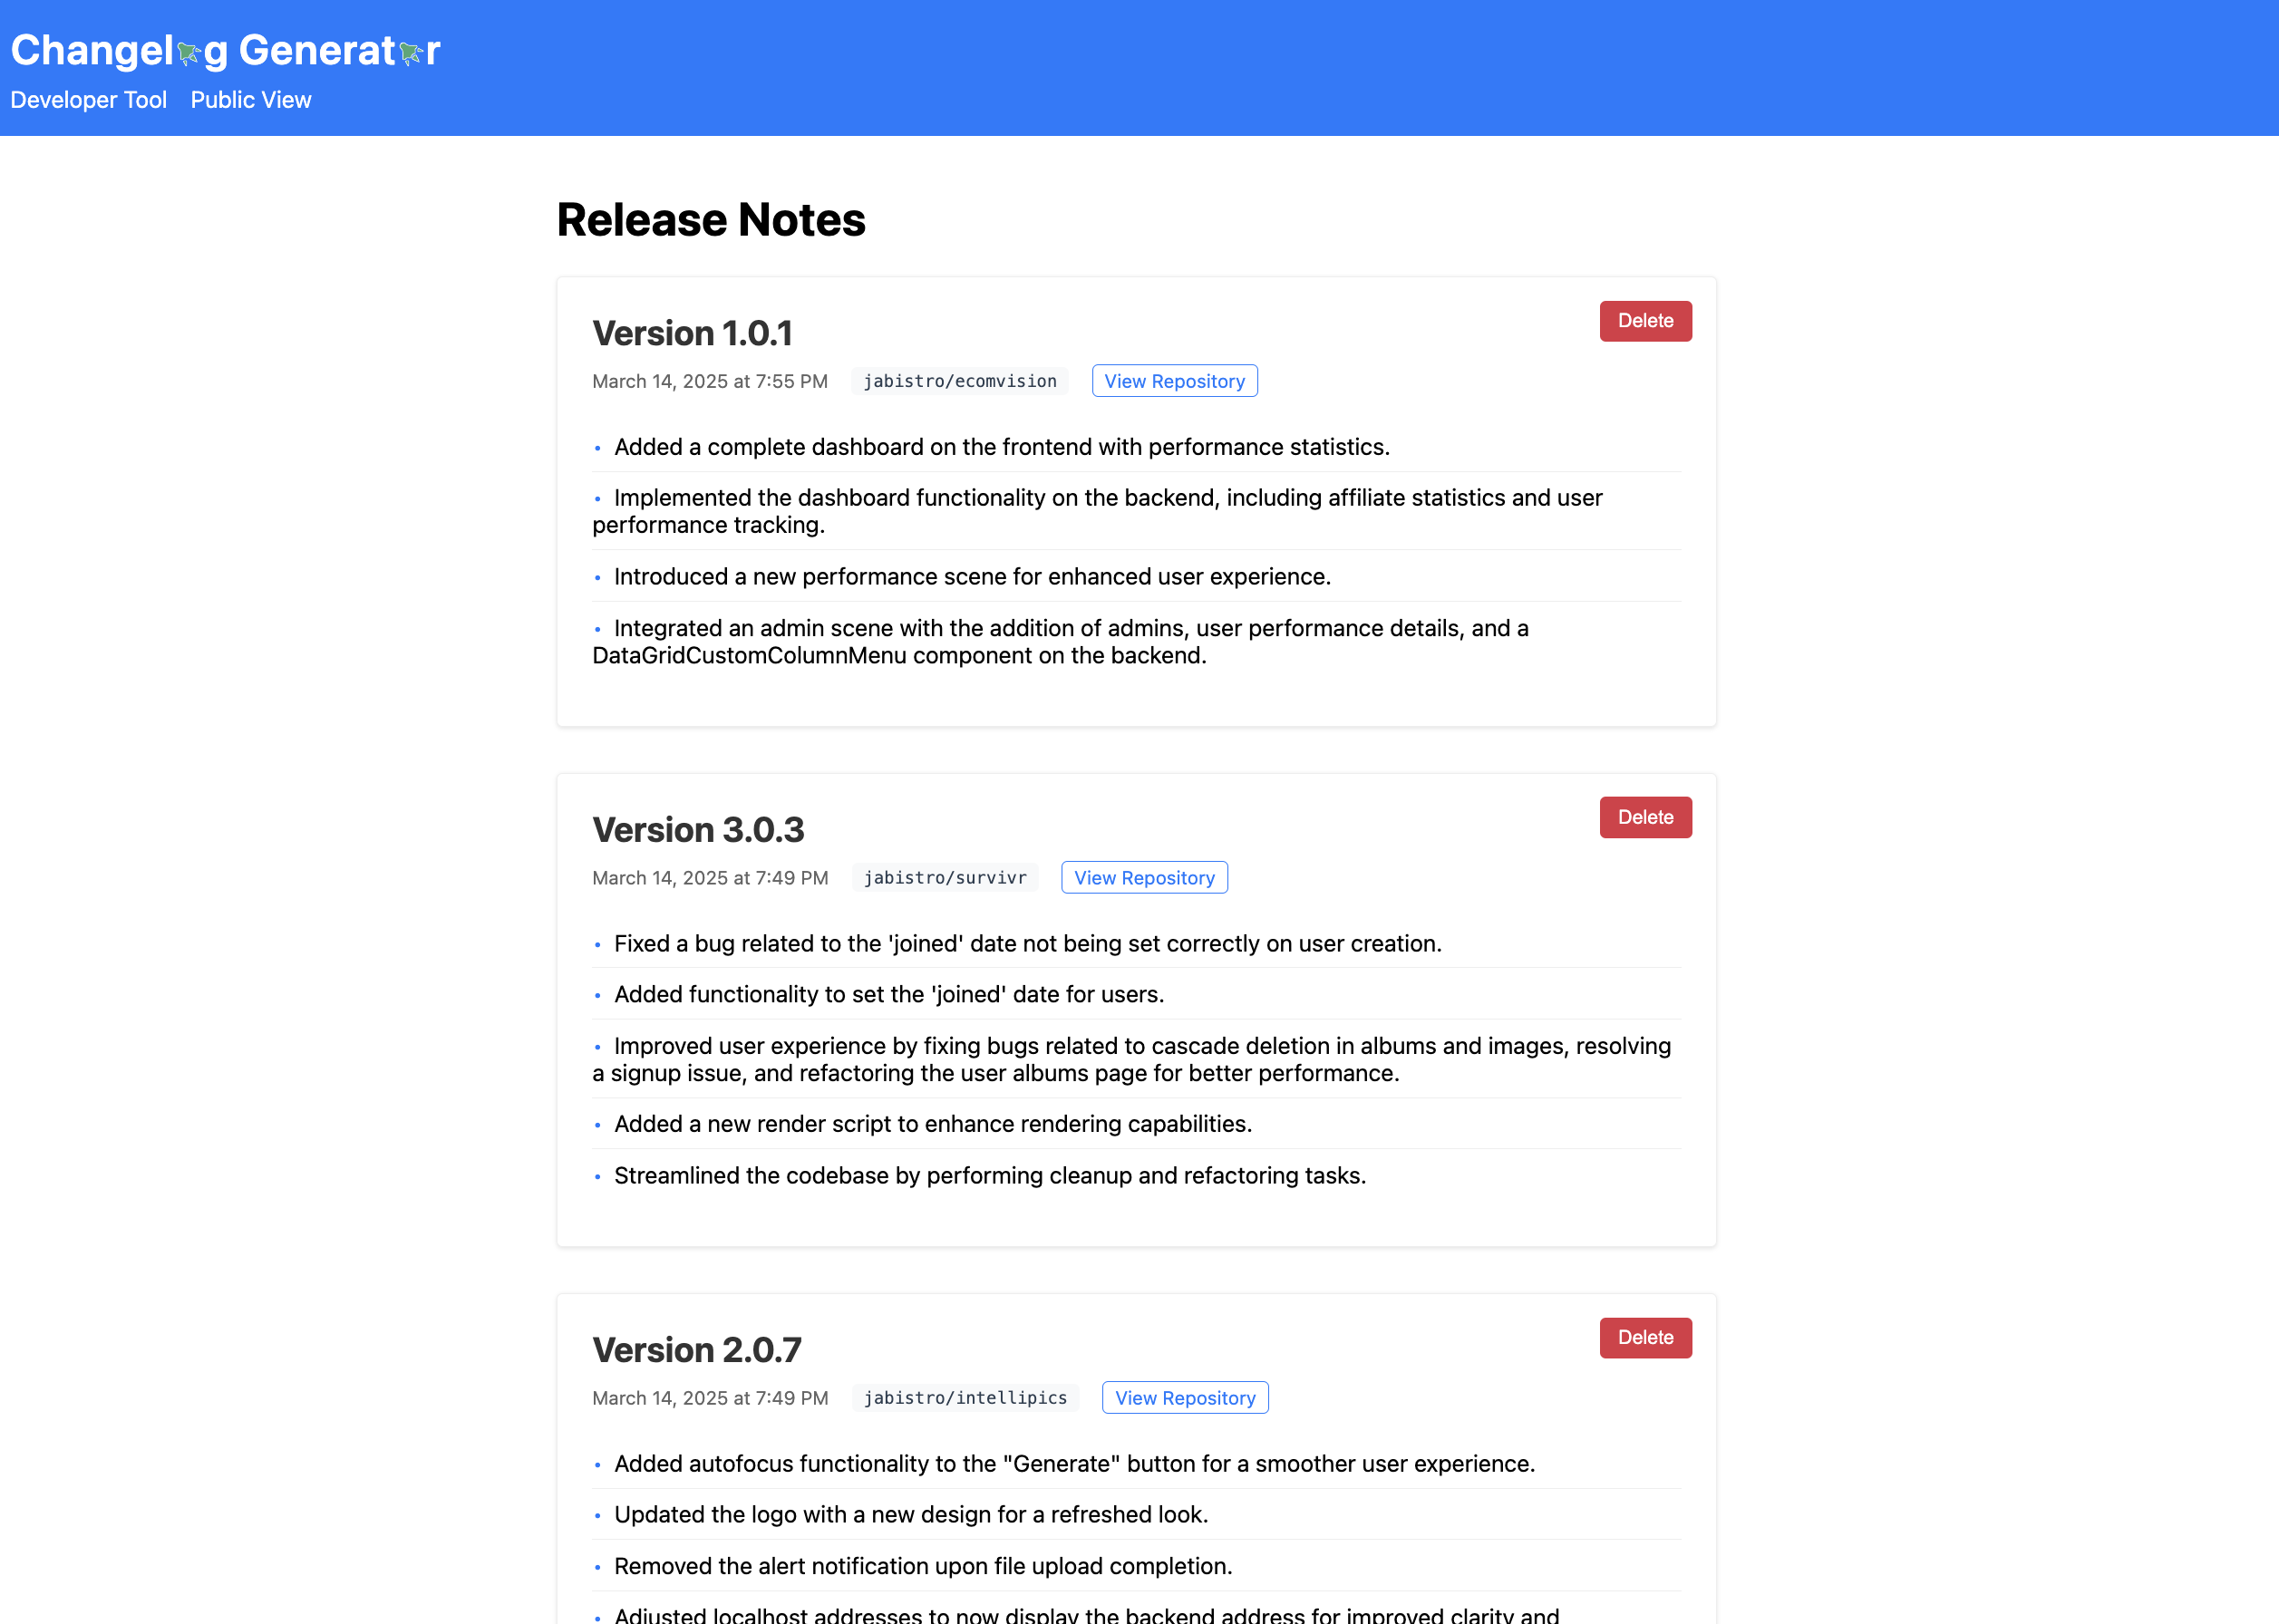 Changelog Generator
Developer Tool Public View
Release Notes
Version 1.0.1
Delete
March 14, 2025 at 7:55 PM jabistro/ecomvision View Repository
• Added a complete dashboard on the frontend with performance statistics.
• Implemented the dashboard functionality on the backend, including affiliate statistics and user
performance tracking.
• Introduced a new performance scene for enhanced user experience.
• Integrated an admin scene with the addition of admins, user performance details, and a
DataGridCustomColumnMenu component on the backend.
Version 3.0.3
Delete
March 14, 2025 at 7:49 PM jabistro/survivr View Repository
• Fixed a bug related to the 'joined' date not being set correctly on user creation.
• Added functionality to set the 'joined' date for users.
• Improved user experience by fixing bugs related to cascade deletion in albums and images, resolving
a signup issue, and refactoring the user albums page for better performance.
• Added a new render script to enhance rendering capabilities.
• Streamlined the codebase by performing cleanup and refactoring tasks.
Version 2.0.7
Delete
March 14, 2025 at 7:49 PM jabistro/intellipics View Repository
• Added autofocus functionality to the "Generate" button for a smoother user experience.
• Updated the logo with a new design for a refreshed look.
• Removed the alert notification upon file upload completion.
• Adjusted localhost addresses to now display the backend address for improved clarity and